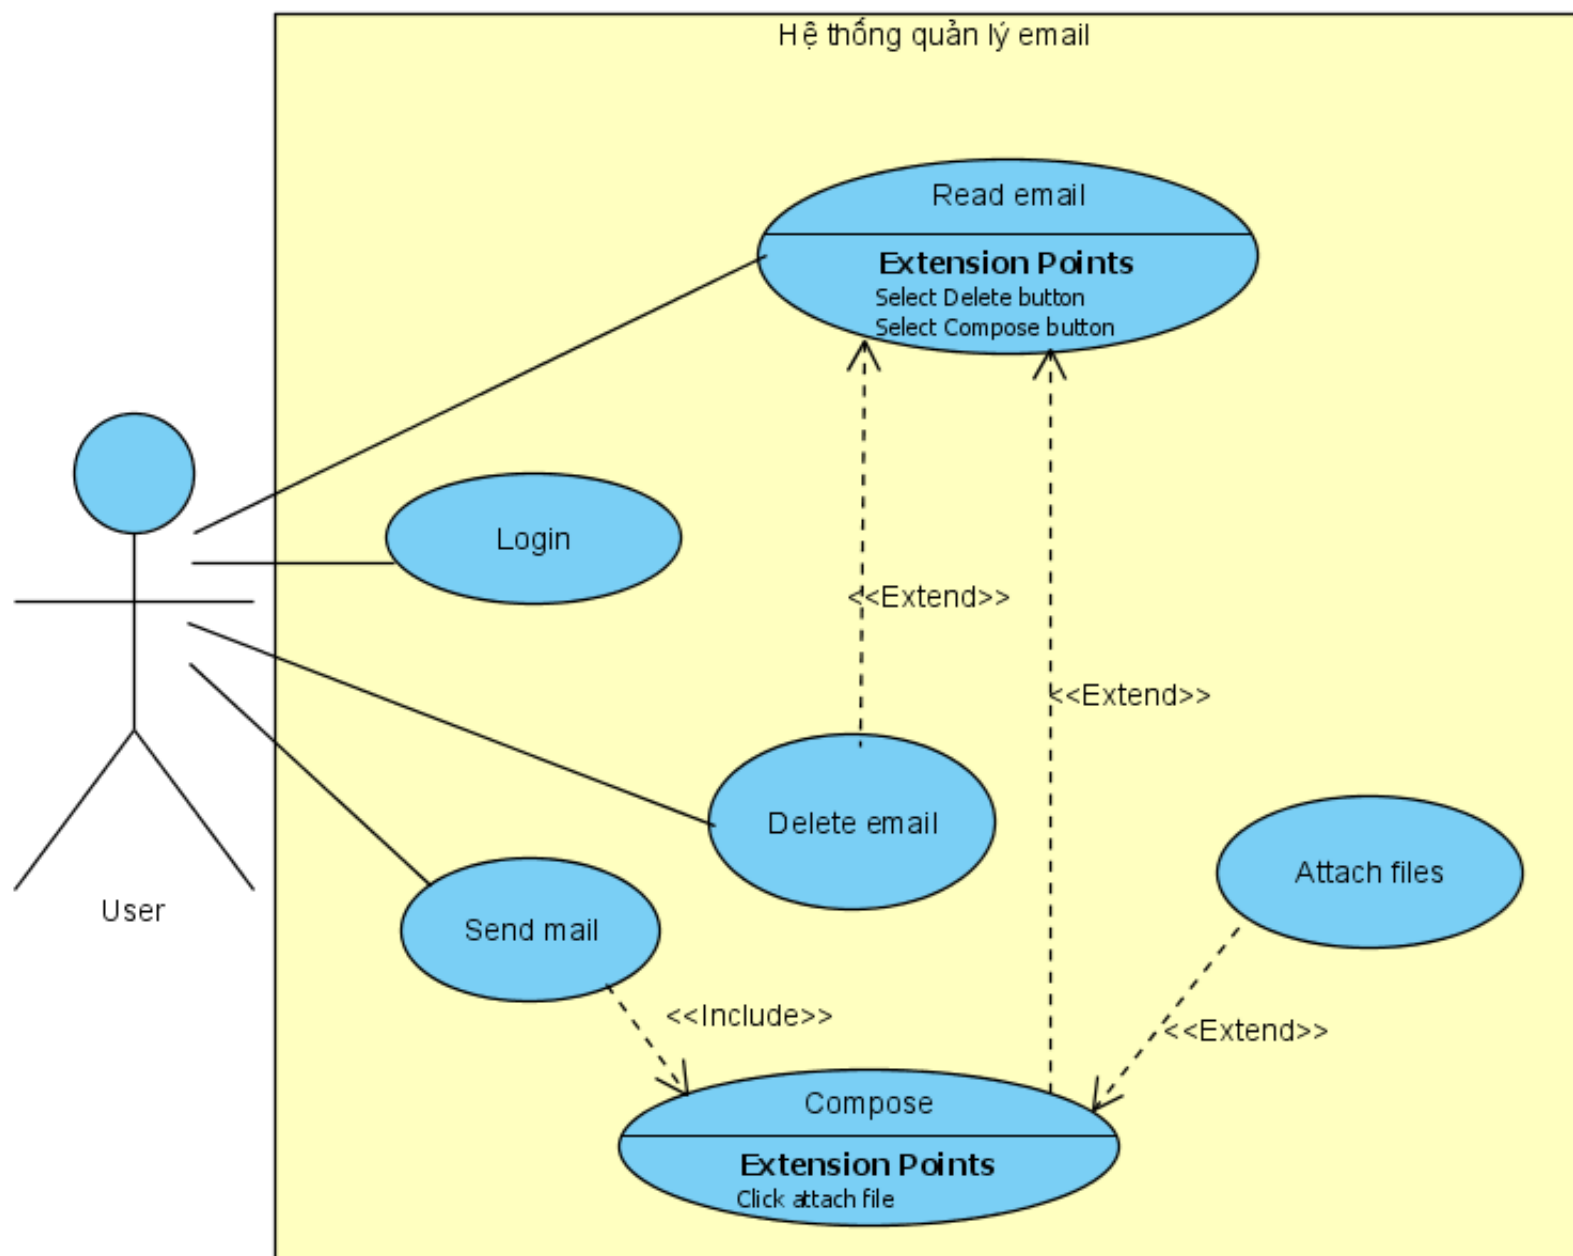 Hệ thống quản lý email
Read email
Extension Points
Select Delete button
Select Compose button
Login
<<Extend>>
<<Extend>>
Delete email
Attach files
User
Send mail
<<Include>>
<<Extend>>
Compose
Extension Points
Click attach file